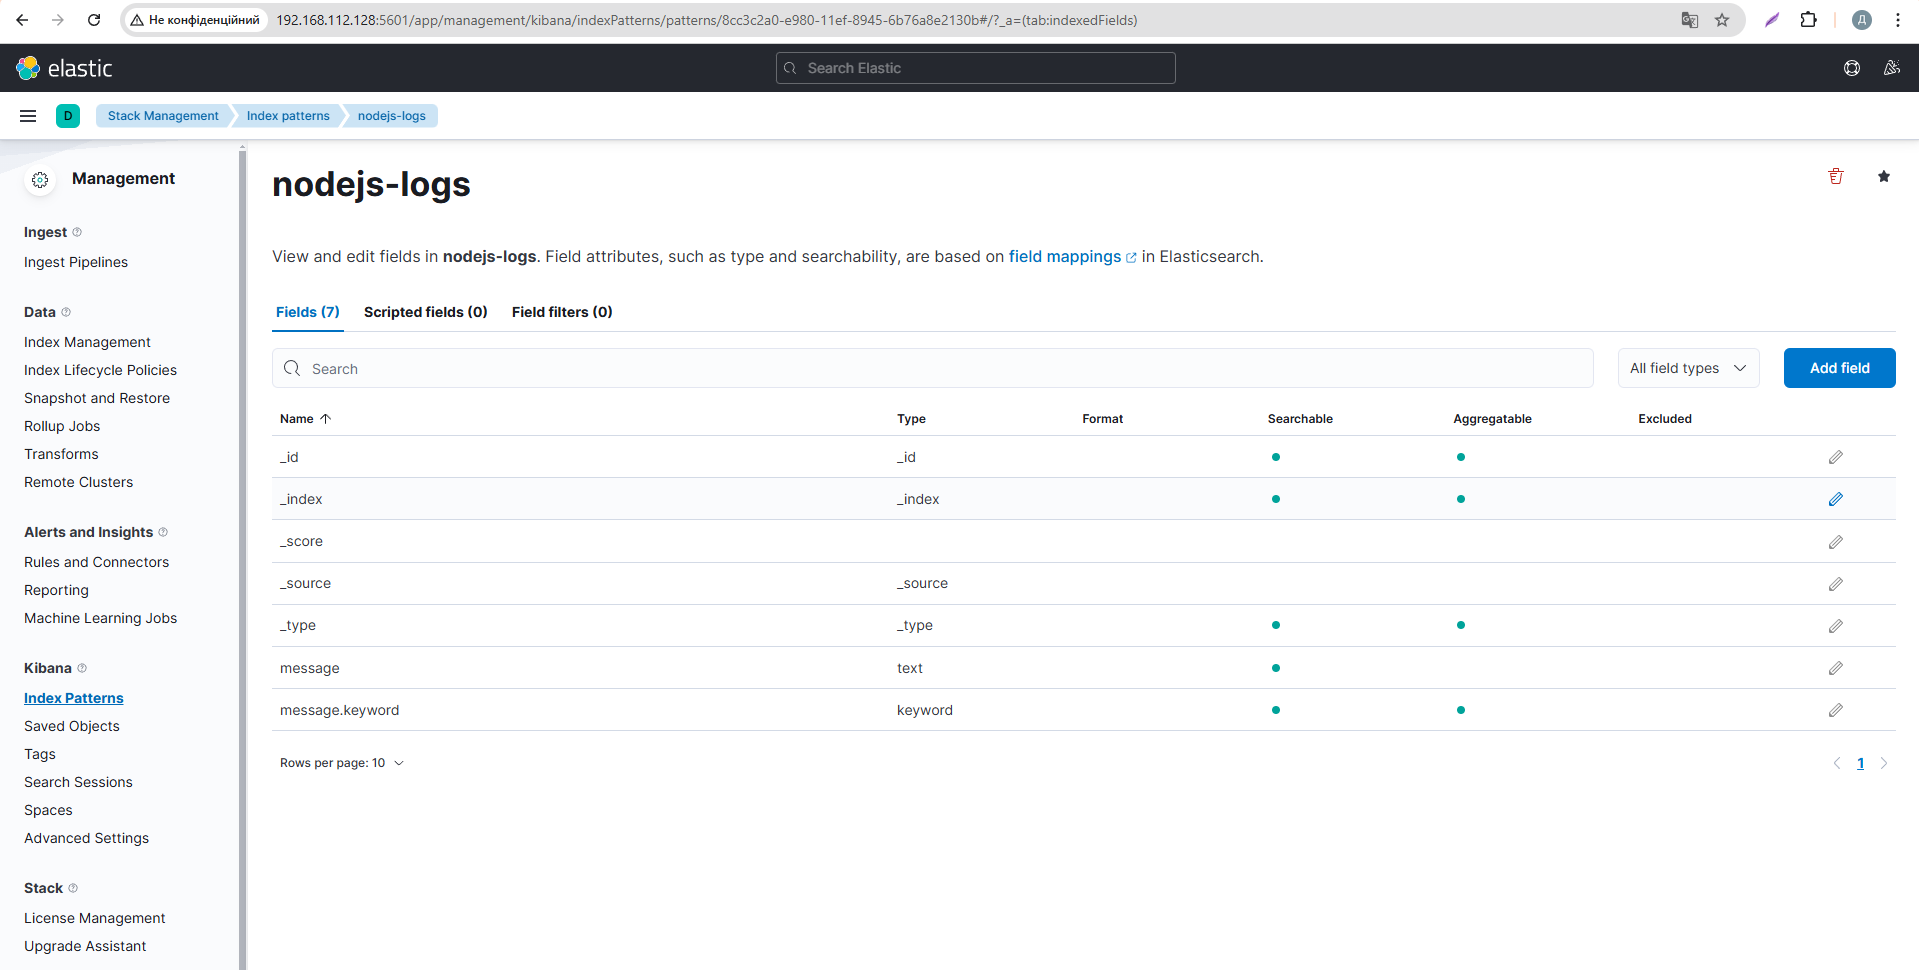 Не конфіденційний
192.168.112.128:5601/app/management/kibana/indexPatterns/patterns/8cc3c2a0-e980-11ef-8945-6b76a8e2130b#/?_a=(tab:indexedFields)
Д
elastic
Search Elastic
D
Stack Management
Index patterns
nodejs-logs
Management
Ingest
Ingest Pipelines
Data
Index Management
Index Lifecycle Policies
Snapshot and Restore
Rollup Jobs
Transforms
Remote Clusters
Alerts and Insights
Rules and Connectors
Reporting
Machine Learning Jobs
Kibana
Index Patterns
Saved Objects
Tags
Search Sessions
Spaces
Advanced Settings
Stack
License Management
Upgrade Assistant
nodejs-logs
View and edit fields in nodejs-logs. Field attributes, such as type and searchability, are based on field mappings in Elasticsearch.
Fields (7) Scripted fields (0) Field filters (0)
Search
All field types
Add field
Name Type Format Searchable Aggregatable Excluded
_id _id
_index _index
_score
_source _source
_type _type
message text
message.keyword keyword
Rows per page: 10
1